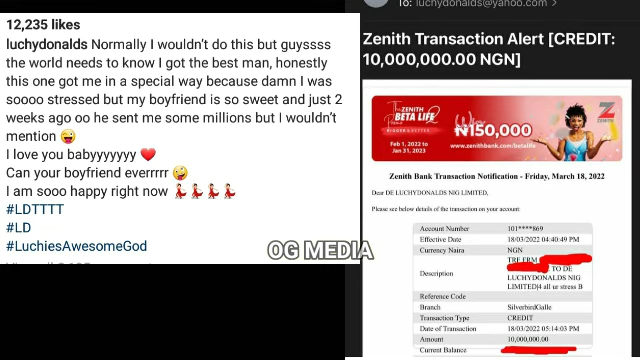 12,235 likes
luchydonalds Normally I wouldn't do this but guyssss
the world needs to know I got the best man, honestly
this one got me in a special way because damn I was
soooo stressed but my boyfriend is so sweet and just 2
weeks ago oo he sent me some millions but I wouldn't
mention 😜
I love you babyyyyyyy ❤️
Can your boyfriend everrrrr 🤪
I am sooo happy right now 💃💃💃💃
#LDTTTT
#LD
#LuchiesAwesomeGod
OG MEDIA
To: luchydonalds@yahoo.com >
Zenith Transaction Alert [CREDIT:
10,000,000.00 NGN]
The ZENITH
BETA LIFE
Promo 2
BIGGER & BETTER
Feb 1, 2022 to
Jan 31, 2023
Win
₦150,000
www.zenithbank.com/betalife
ZENITH
Zenith Bank Transaction Notification - Friday, March 18, 2022
Dear DE LUCHYDONALDS NIG LIMITED,
Please see below details of the transaction on your account:
Account Number 101****869
Effective Date 18/03/2022 04:40:49 PM
Currency Naira NGN
TRF FRM
Description TO DE
LUCHYDONALDS NIG
LIMITED|4 all ur stress B
Reference Code
Branch SilverbirdGalle
Transaction Type CREDIT
Date of Transaction 18/03/2022 05:14:03 PM
Amount 10,000,000.00
Current Balance